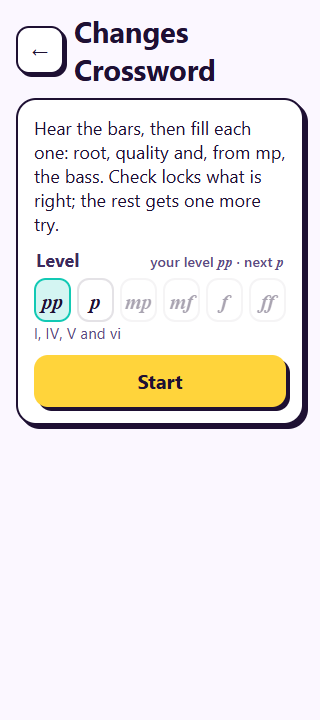 ←
Changes
Crossword
Hear the bars, then fill each
one: root, quality and, from mp,
the bass. Check locks what is
right; the rest gets one more
try.
Level your level pp · next p
pp p mp mf f ff
I, IV, V and vi
Start